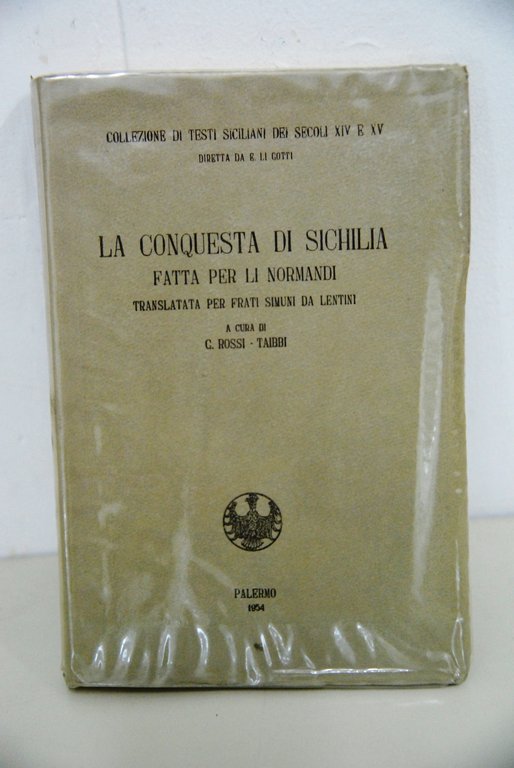 COLLEZIONE DI TESTI SICILIANI DEI SECOLI XIV E XV
DIRETTA DA E. LI GOTTI
LA CONQUESTA DI SICHILIA
FATTA PER LI NORMANDI
TRANSLATATA PER FRATI SIMUNI DA LENTINI
A CURA DI
G. ROSSI - TAIBBI
PALERMO
1954